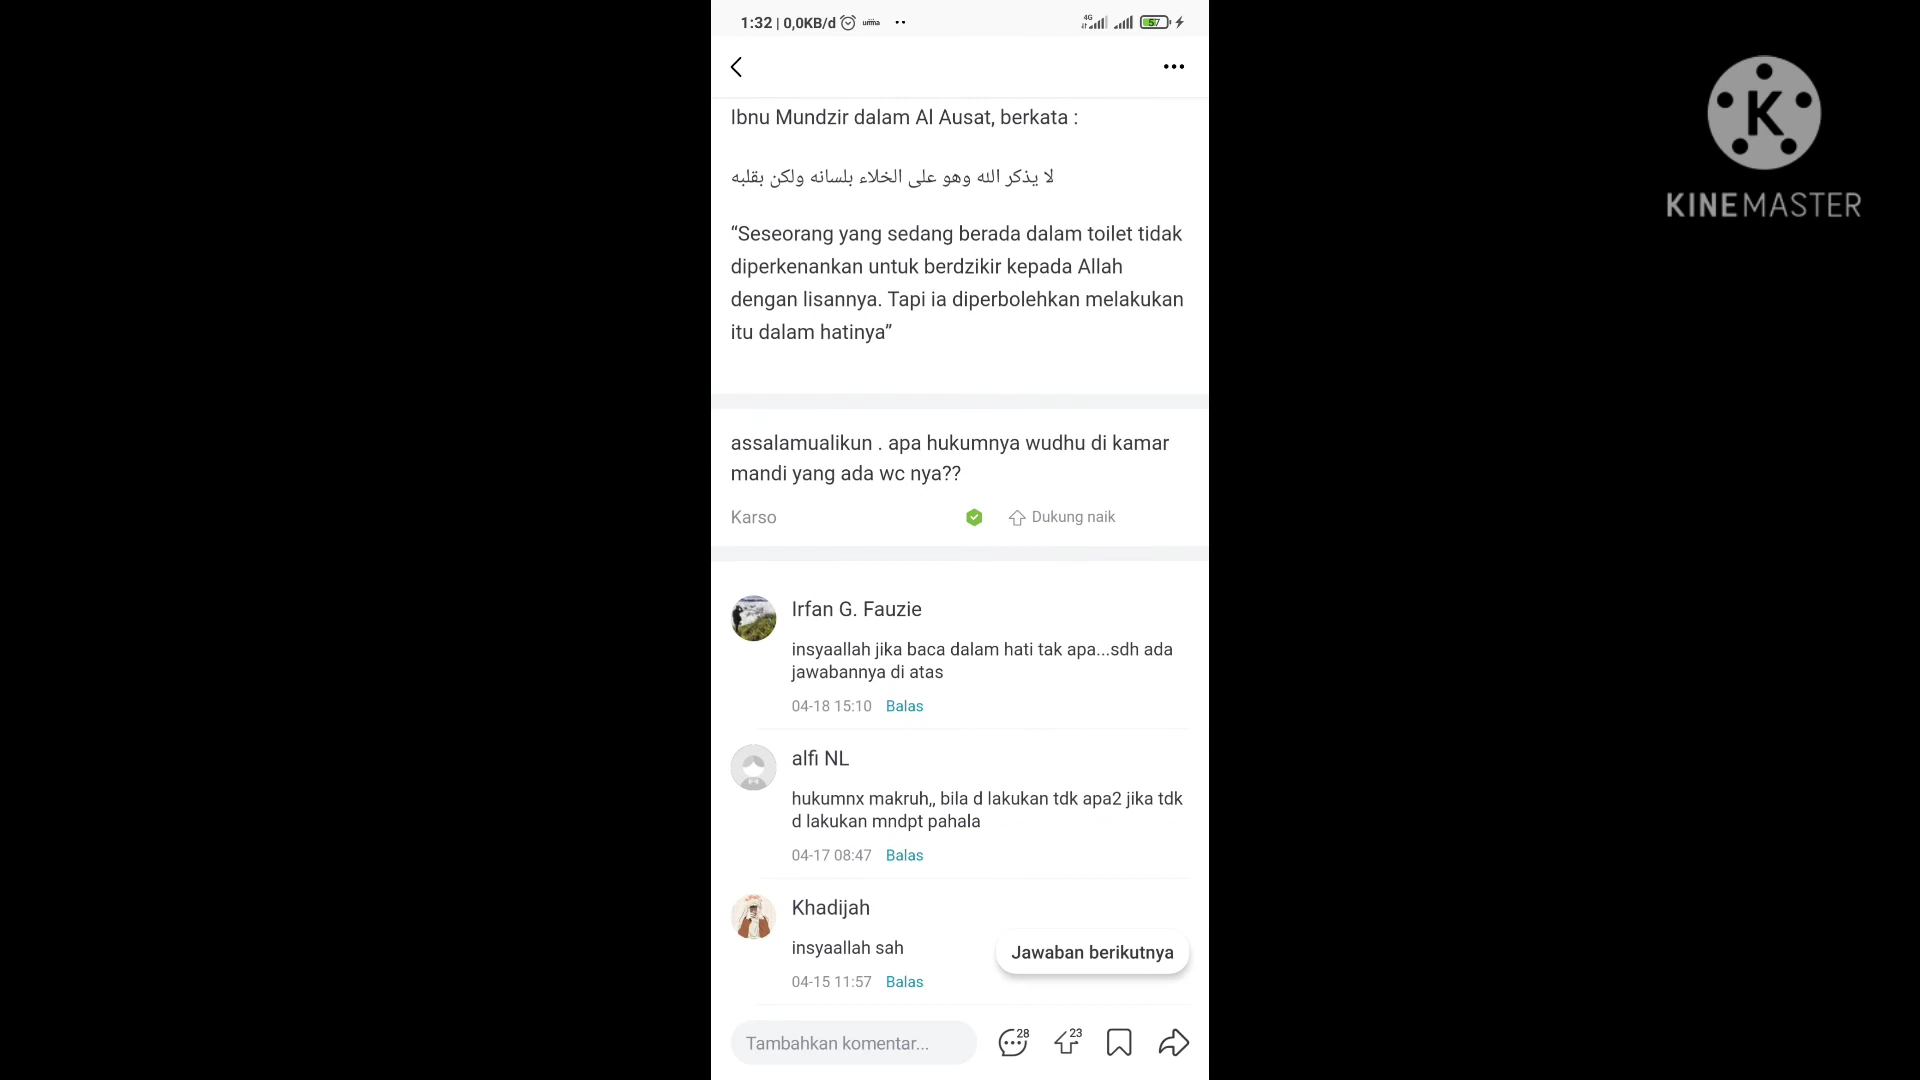 1:32 | 0,0KB/d umma
4G 57
Ibnu Mundzir dalam Al Ausat, berkata :
لا يذكر الله وهو على الخلاء بلسانه ولكن بقلبه
“Seseorang yang sedang berada dalam toilet tidak
diperkenankan untuk berdzikir kepada Allah
dengan lisannya. Tapi ia diperbolehkan melakukan
itu dalam hatinya”
assalamualikun . apa hukumnya wudhu di kamar
mandi yang ada wc nya??
Karso
Dukung naik
Irfan G. Fauzie
insyaallah jika baca dalam hati tak apa...sdh ada
jawabannya di atas
04-18 15:10 Balas
alfi NL
hukumnx makruh,, bila d lakukan tdk apa2 jika tdk
d lakukan mndpt pahala
04-17 08:47 Balas
Khadijah
insyaallah sah
04-15 11:57 Balas
Jawaban berikutnya
Tambahkan komentar...
28
23
K
KINEMASTER